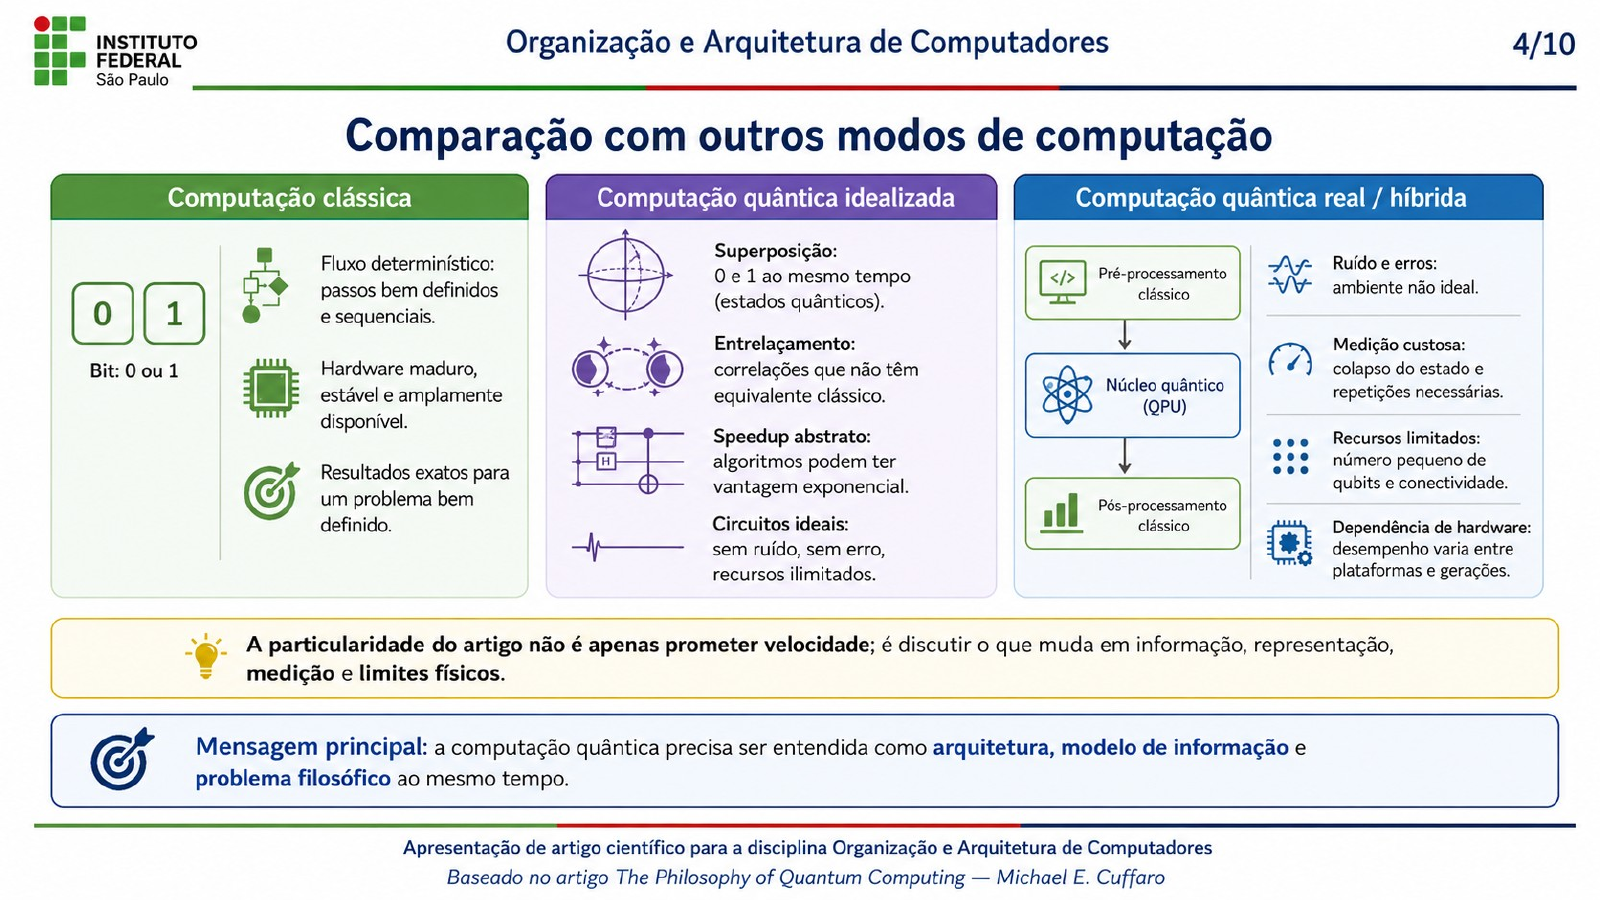 INSTITUTO
FEDERAL
São Paulo
Organização e Arquitetura de Computadores
4/10
Comparação com outros modos de computação
Computação clássica
0
1
Bit: 0 ou 1
Fluxo determinístico:
passos bem definidos
e sequenciais.
Hardware maduro,
estável e amplamente
disponível.
Resultados exatos para
um problema bem
definido.
Computação quântica idealizada
Superposição:
0 e 1 ao mesmo tempo
(estados quânticos).
Entrelaçamento:
correlações que não têm
equivalente clássico.
H
Speedup abstrato:
algoritmos podem ter
vantagem exponencial.
Circuitos ideais:
sem ruído, sem erro,
recursos ilimitados.
Computação quântica real / híbrida
</>
Pré-processamento
clássico
Núcleo quântico
(QPU)
Pós-processamento
clássico
Ruído e erros:
ambiente não ideal.
Medição custosa:
colapso do estado e
repetições necessárias.
Recursos limitados:
número pequeno de
qubits e conectividade.
Dependência de hardware:
desempenho varia entre
plataformas e gerações.
A particularidade do artigo não é apenas prometer velocidade; é discutir o que muda em informação, representação,
medição e limites físicos.
Mensagem principal: a computação quântica precisa ser entendida como arquitetura, modelo de informação e
problema filosófico ao mesmo tempo.
Apresentação de artigo científico para a disciplina Organização e Arquitetura de Computadores
Baseado no artigo The Philosophy of Quantum Computing — Michael E. Cuffaro